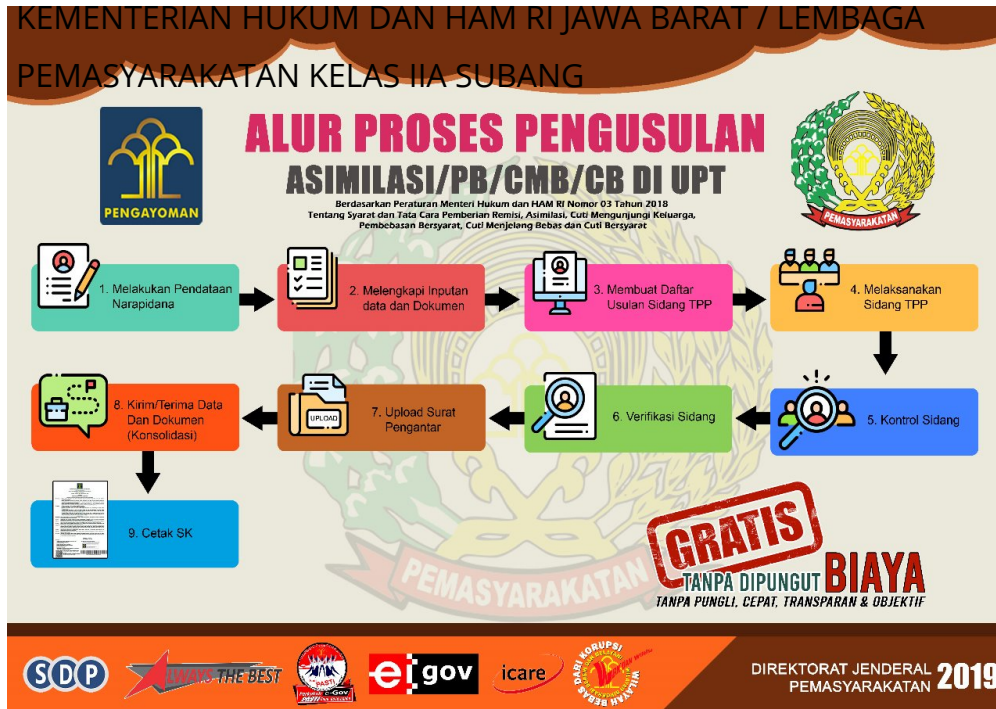 KEMENTERIAN HUKUM DAN HAM RI JAWA BARAT / LEMBAGA
PEMASYARAKATAN KELAS IIA SUBANG
PENGAYOMAN
ALUR PROSES PENGUSULAN
ASIMILASI/PB/CMB/CB DI UPT
Berdasarkan Peraturan Menteri Hukum dan HAM RI Nomor 03 Tahun 2018
Tentang Syarat dan Tata Cara Pemberian Remisi, Asimilasi, Cuti Mengunjungi Keluarga,
Pembebasan Bersyarat, Cuti Menjelang Bebas dan Cuti Bersyarat
PEMASYARAKATAN
1. Melakukan Pendataan
Narapidana
2. Melengkapi Inputan
data dan Dokumen
3. Membuat Daftar
Usulan Sidang TPP
4. Melaksanakan
Sidang TPP
5. Kontrol Sidang
6. Verifikasi Sidang
UPLOAD
7. Upload Surat
Pengantar
8. Kirim/Terima Data
Dan Dokumen
(Konsolidasi)
9. Cetak SK
PEMASYARAKATAN
GRATIS
TANPA DIPUNGUT BIAYA
TANPA PUNGLI, CEPAT, TRANSPARAN & OBJEKTIF
SDP
ALWAYS THE BEST
PASTI
e-gov
icare
WILAYAH BEBAS DARI KORUPSI
DIREKTORAT JENDERAL
PEMASYARAKATAN 2019